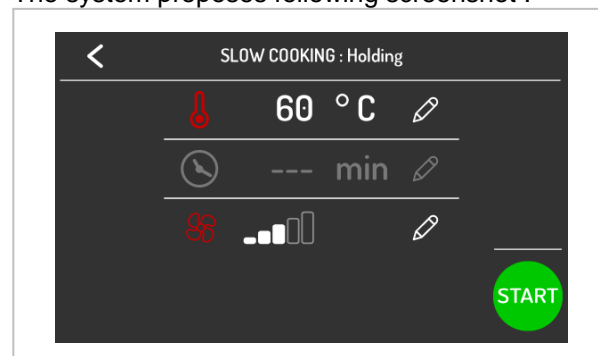 The system proposes following screenshot :
SLOW COOKING : Holding
60 °C
--- min
START